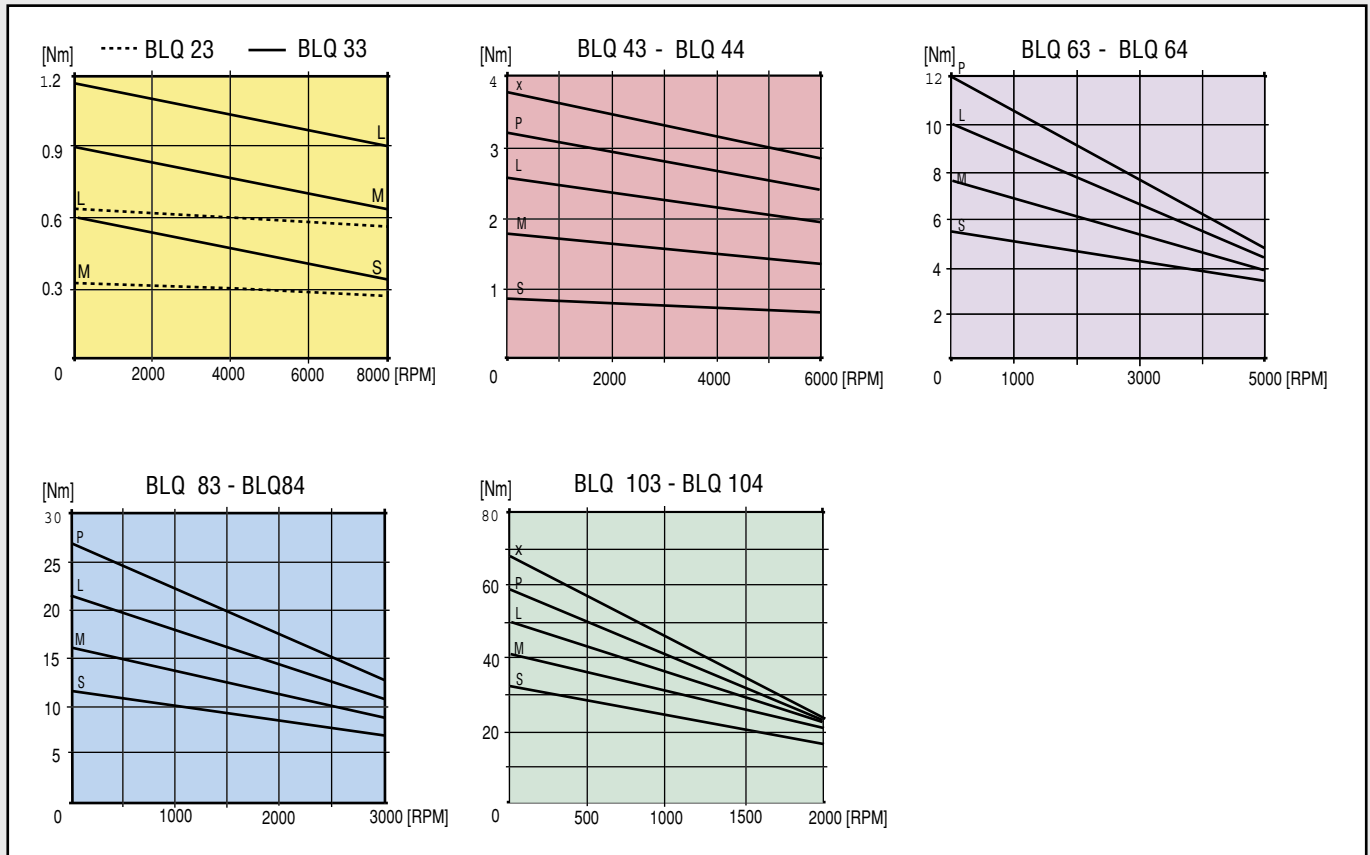 [Nm] BLQ 23 BLQ 33
1.2
0.9
0.6
0.3
L
M
L
S
M
0 2000 4000 6000 8000 [RPM]
BLQ 43 - BLQ 44
[Nm]
4
3
2
1
X
P
L
M
S
0 2000 4000 6000 [RPM]
BLQ 63 - BLQ 64
[Nm]
12
10
8
6
4
2
P
L
M
S
0 1000 3000 5000 [RPM]
BLQ 83 - BLQ84
[Nm]
30
25
20
15
10
5
P
L
M
S
0 1000 2000 3000 [RPM]
BLQ 103 - BLQ 104
[Nm]
80
60
40
20
X
P
L
M
S
0 500 1000 1500 2000 [RPM]